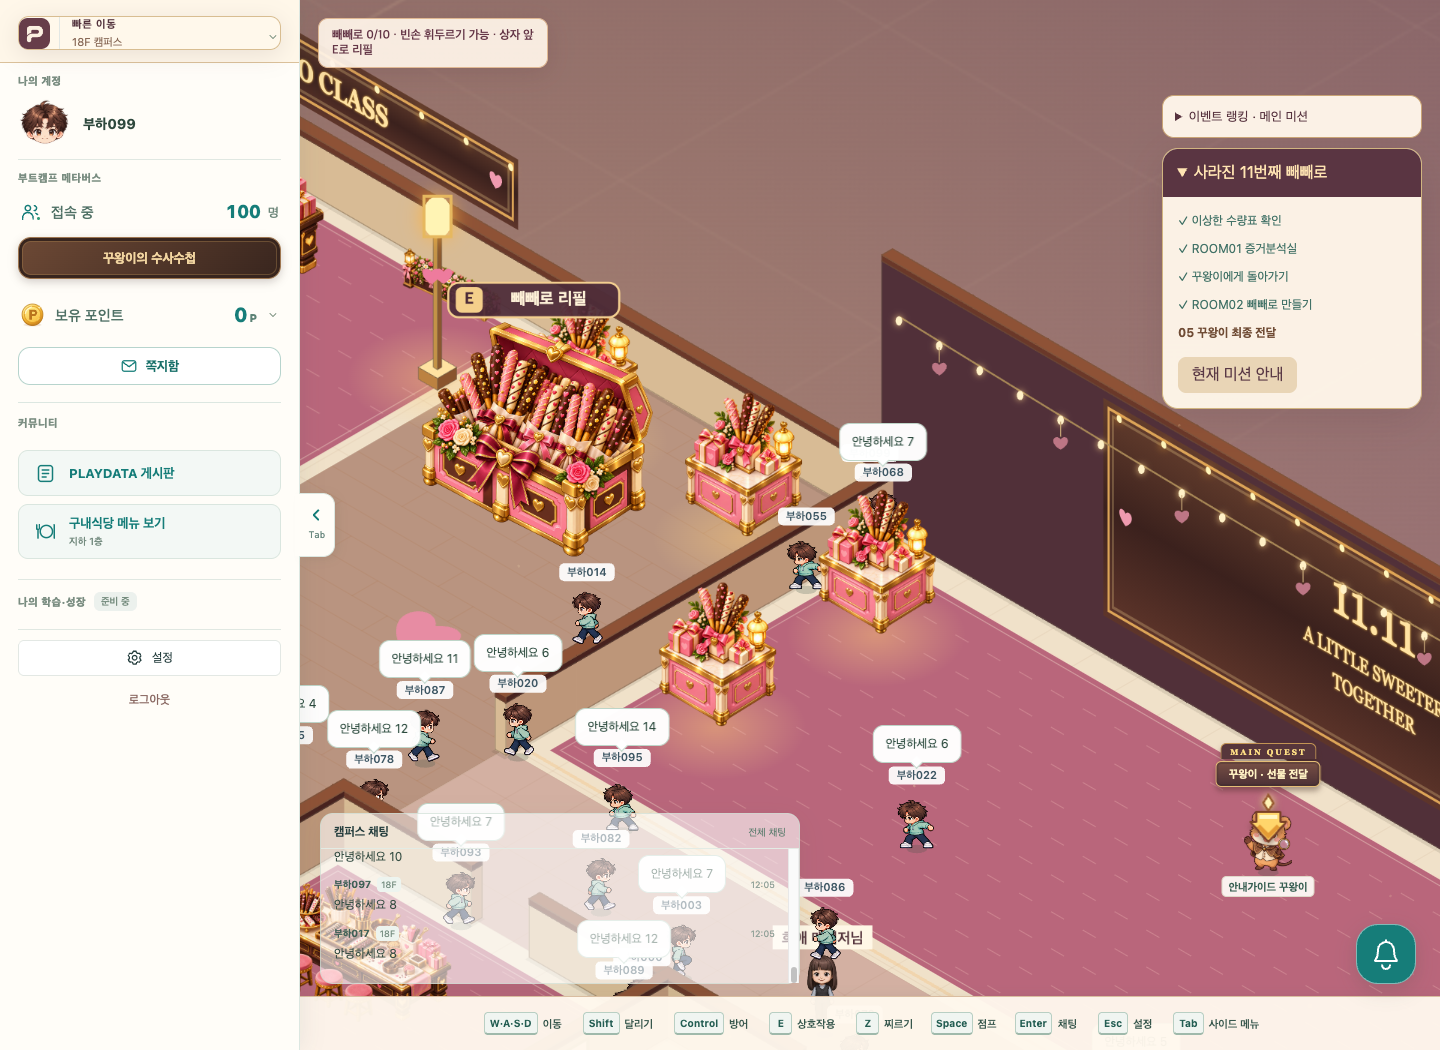 빠른 이동
18F 캠퍼스
나의 계정
부하099
부트캠프 메타버스
접속 중
100 명
꾸왕이의 수사수첩
보유 포인트
0 P
쪽지함
커뮤니티
PLAYDATA 게시판
구내식당 메뉴 보기
지하 1층
나의 학습·성장
준비 중
설정
로그아웃
빼빼로 0/10 · 빈손 휘두르기 가능 · 상자 앞
E로 리필
O CLASS
E 빼빼로 리필
Tab
이벤트 랭킹 · 메인 미션
사라진 11번째 빼빼로
✓ 이상한 수량표 확인
✓ ROOM01 증거분석실
✓ 꾸왕이에게 돌아가기
✓ ROOM02 빼빼로 만들기
05 꾸왕이 최종 전달
현재 미션 안내
안녕하세요 7
부하068
부하055
부하014
안녕하세요 11
부하087
안녕하세요 6
부하020
요 4
5
안녕하세요 12
부하078
안녕하세요 14
부하095
안녕하세요 6
부하022
11.11
A LITTLE SWEETER
TOGETHER
MAIN QUEST
꾸왕이 · 선물 전달
안내가이드 꾸왕이
안녕하세요 7
부하093
부하082
안녕하세요 7
부하003
안녕하세요 12
부하089
부하086
저님
캠퍼스 채팅
전체 채팅
안녕하세요 10
부하097 18F 12:05
안녕하세요 8
부하017 18F 12:05
안녕하세요 8
W·A·S·D 이동
Shift 달리기
Control 방어
E 상호작용
Z 찌르기
Space 점프
Enter 채팅
Esc 설정
Tab 사이드 메뉴